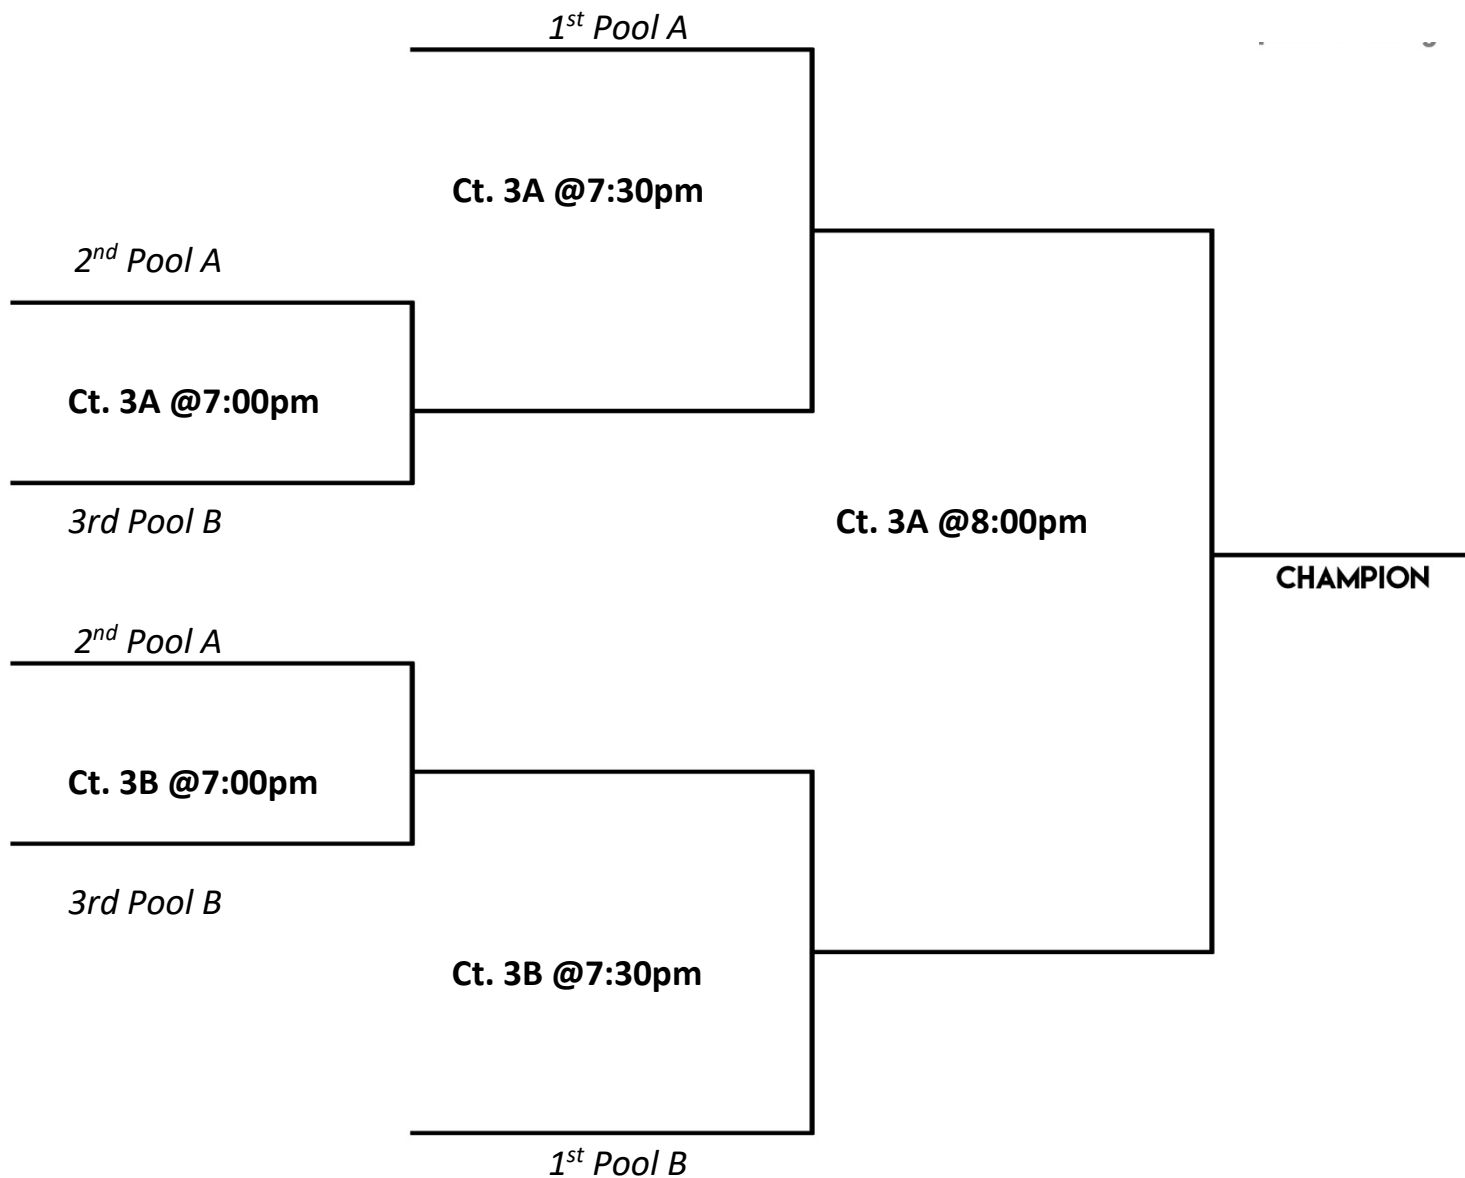 1st Pool A
Ct. 3A @7:30pm
2nd Pool A
Ct. 3A @7:00pm
3rd Pool B
Ct. 3A @8:00pm
CHAMPION
2nd Pool A
Ct. 3B @7:00pm
3rd Pool B
Ct. 3B @7:30pm
1st Pool B